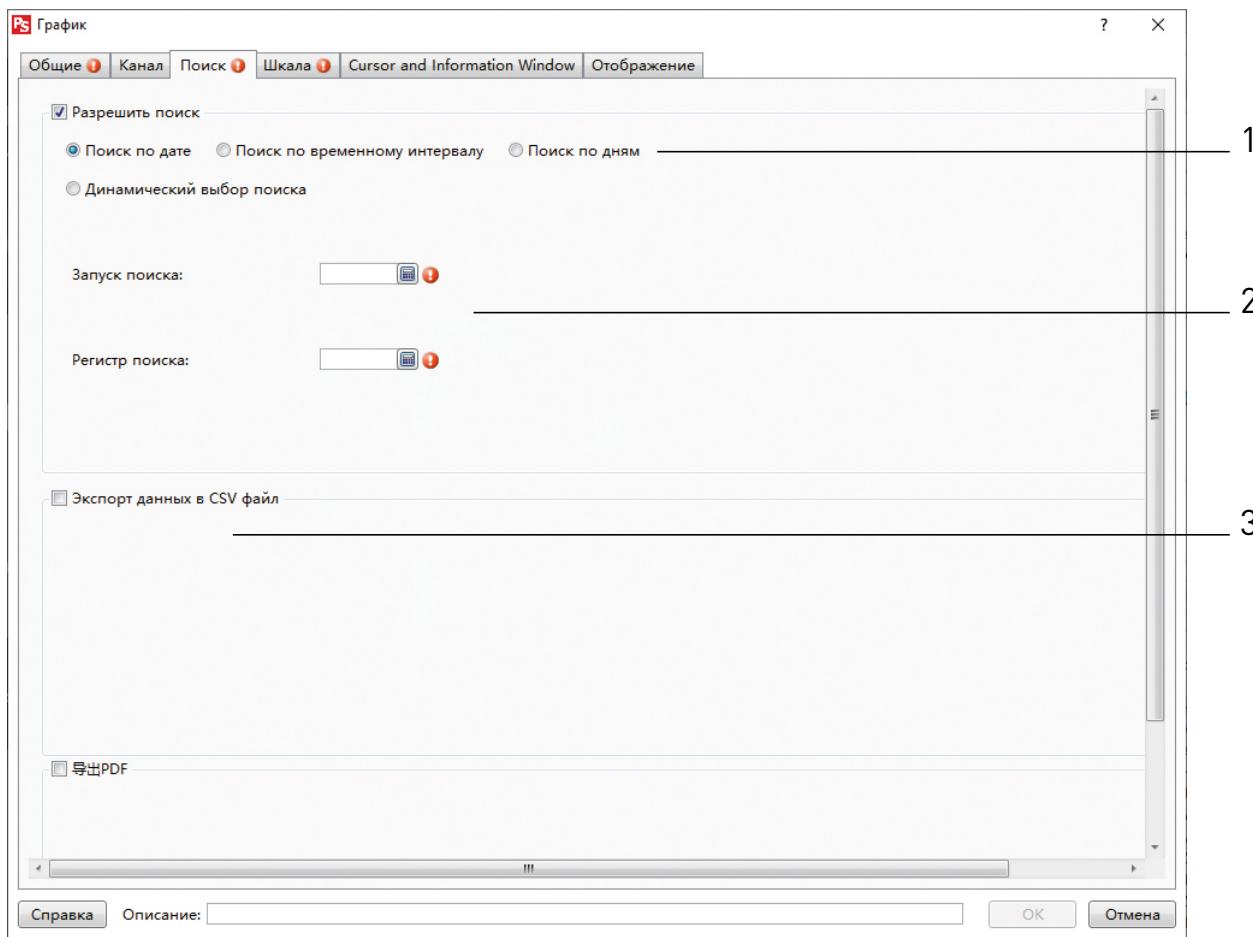 PS График ?
Общие Канал Поиск Шкала Cursor and Information Window Отображение
Разрешить поиск
Поиск по дате Поиск по временному интервалу Поиск по дням 1
Динамический выбор поиска
Запуск поиска:
2
Регистр поиска:
Экспорт данных в CSV файл
3
导出PDF
Справка Описание: OK Отмена